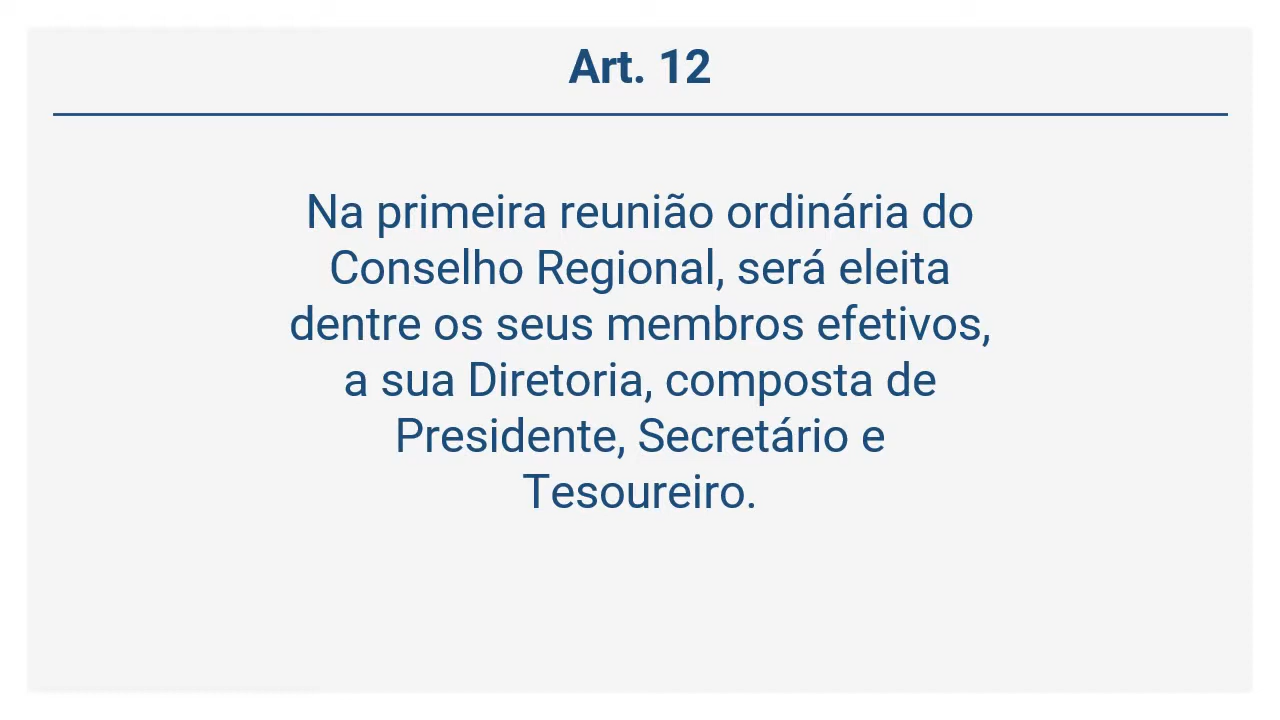 Art. 12
Na primeira reunião ordinária do
Conselho Regional, será eleita
dentre os seus membros efetivos,
a sua Diretoria, composta de
Presidente, Secretário e
Tesoureiro.